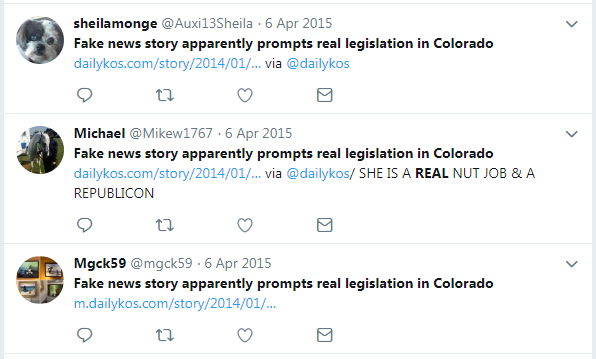 sheilamonge @Auxi13Sheila · 6 Apr 2015
Fake news story apparently prompts real legislation in Colorado
dailykos.com/story/2014/01/... via @dailykos
Michael @Mikew1767 · 6 Apr 2015
Fake news story apparently prompts real legislation in Colorado
dailykos.com/story/2014/01/... via @dailykos/ SHE IS A REAL NUT JOB & A
REPUBLICON
Mgck59 @mgck59 · 6 Apr 2015
Fake news story apparently prompts real legislation in Colorado
m.dailykos.com/story/2014/01/...